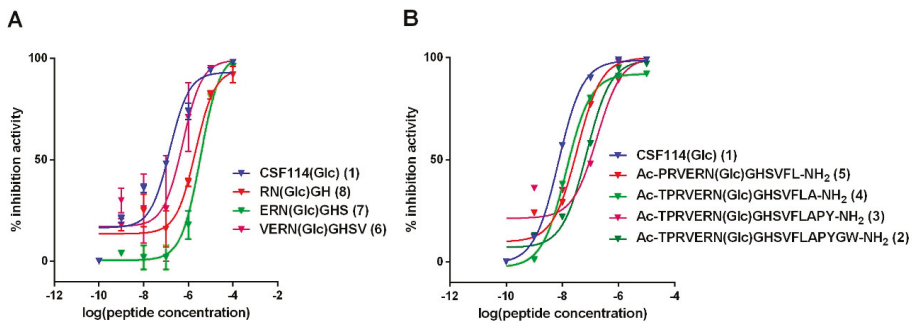 A
% inhibition activity
100
50
0
-10
-8
-6
-4
-2
log(peptide concentration)
CSF114(Glc) (1)
RN(Glc)GH (8)
ERN(Glc)GHS (7)
VERN(Glc)GHSV (6)
B
% inhibition activity
100
50
0
-12
-10
-8
-6
-4
log(peptide concentration)
CSF114(Glc) (1)
Ac-PRVERN(Glc)GHSVFL-NH₂ (5)
Ac-TPRVERN(Glc)GHSVFLA-NH₂ (4)
Ac-TPRVERN(Glc)GHSVFLAPY-NH₂ (3)
Ac-TPRVERN(Glc)GHSVFLAPYGW-NH₂ (2)